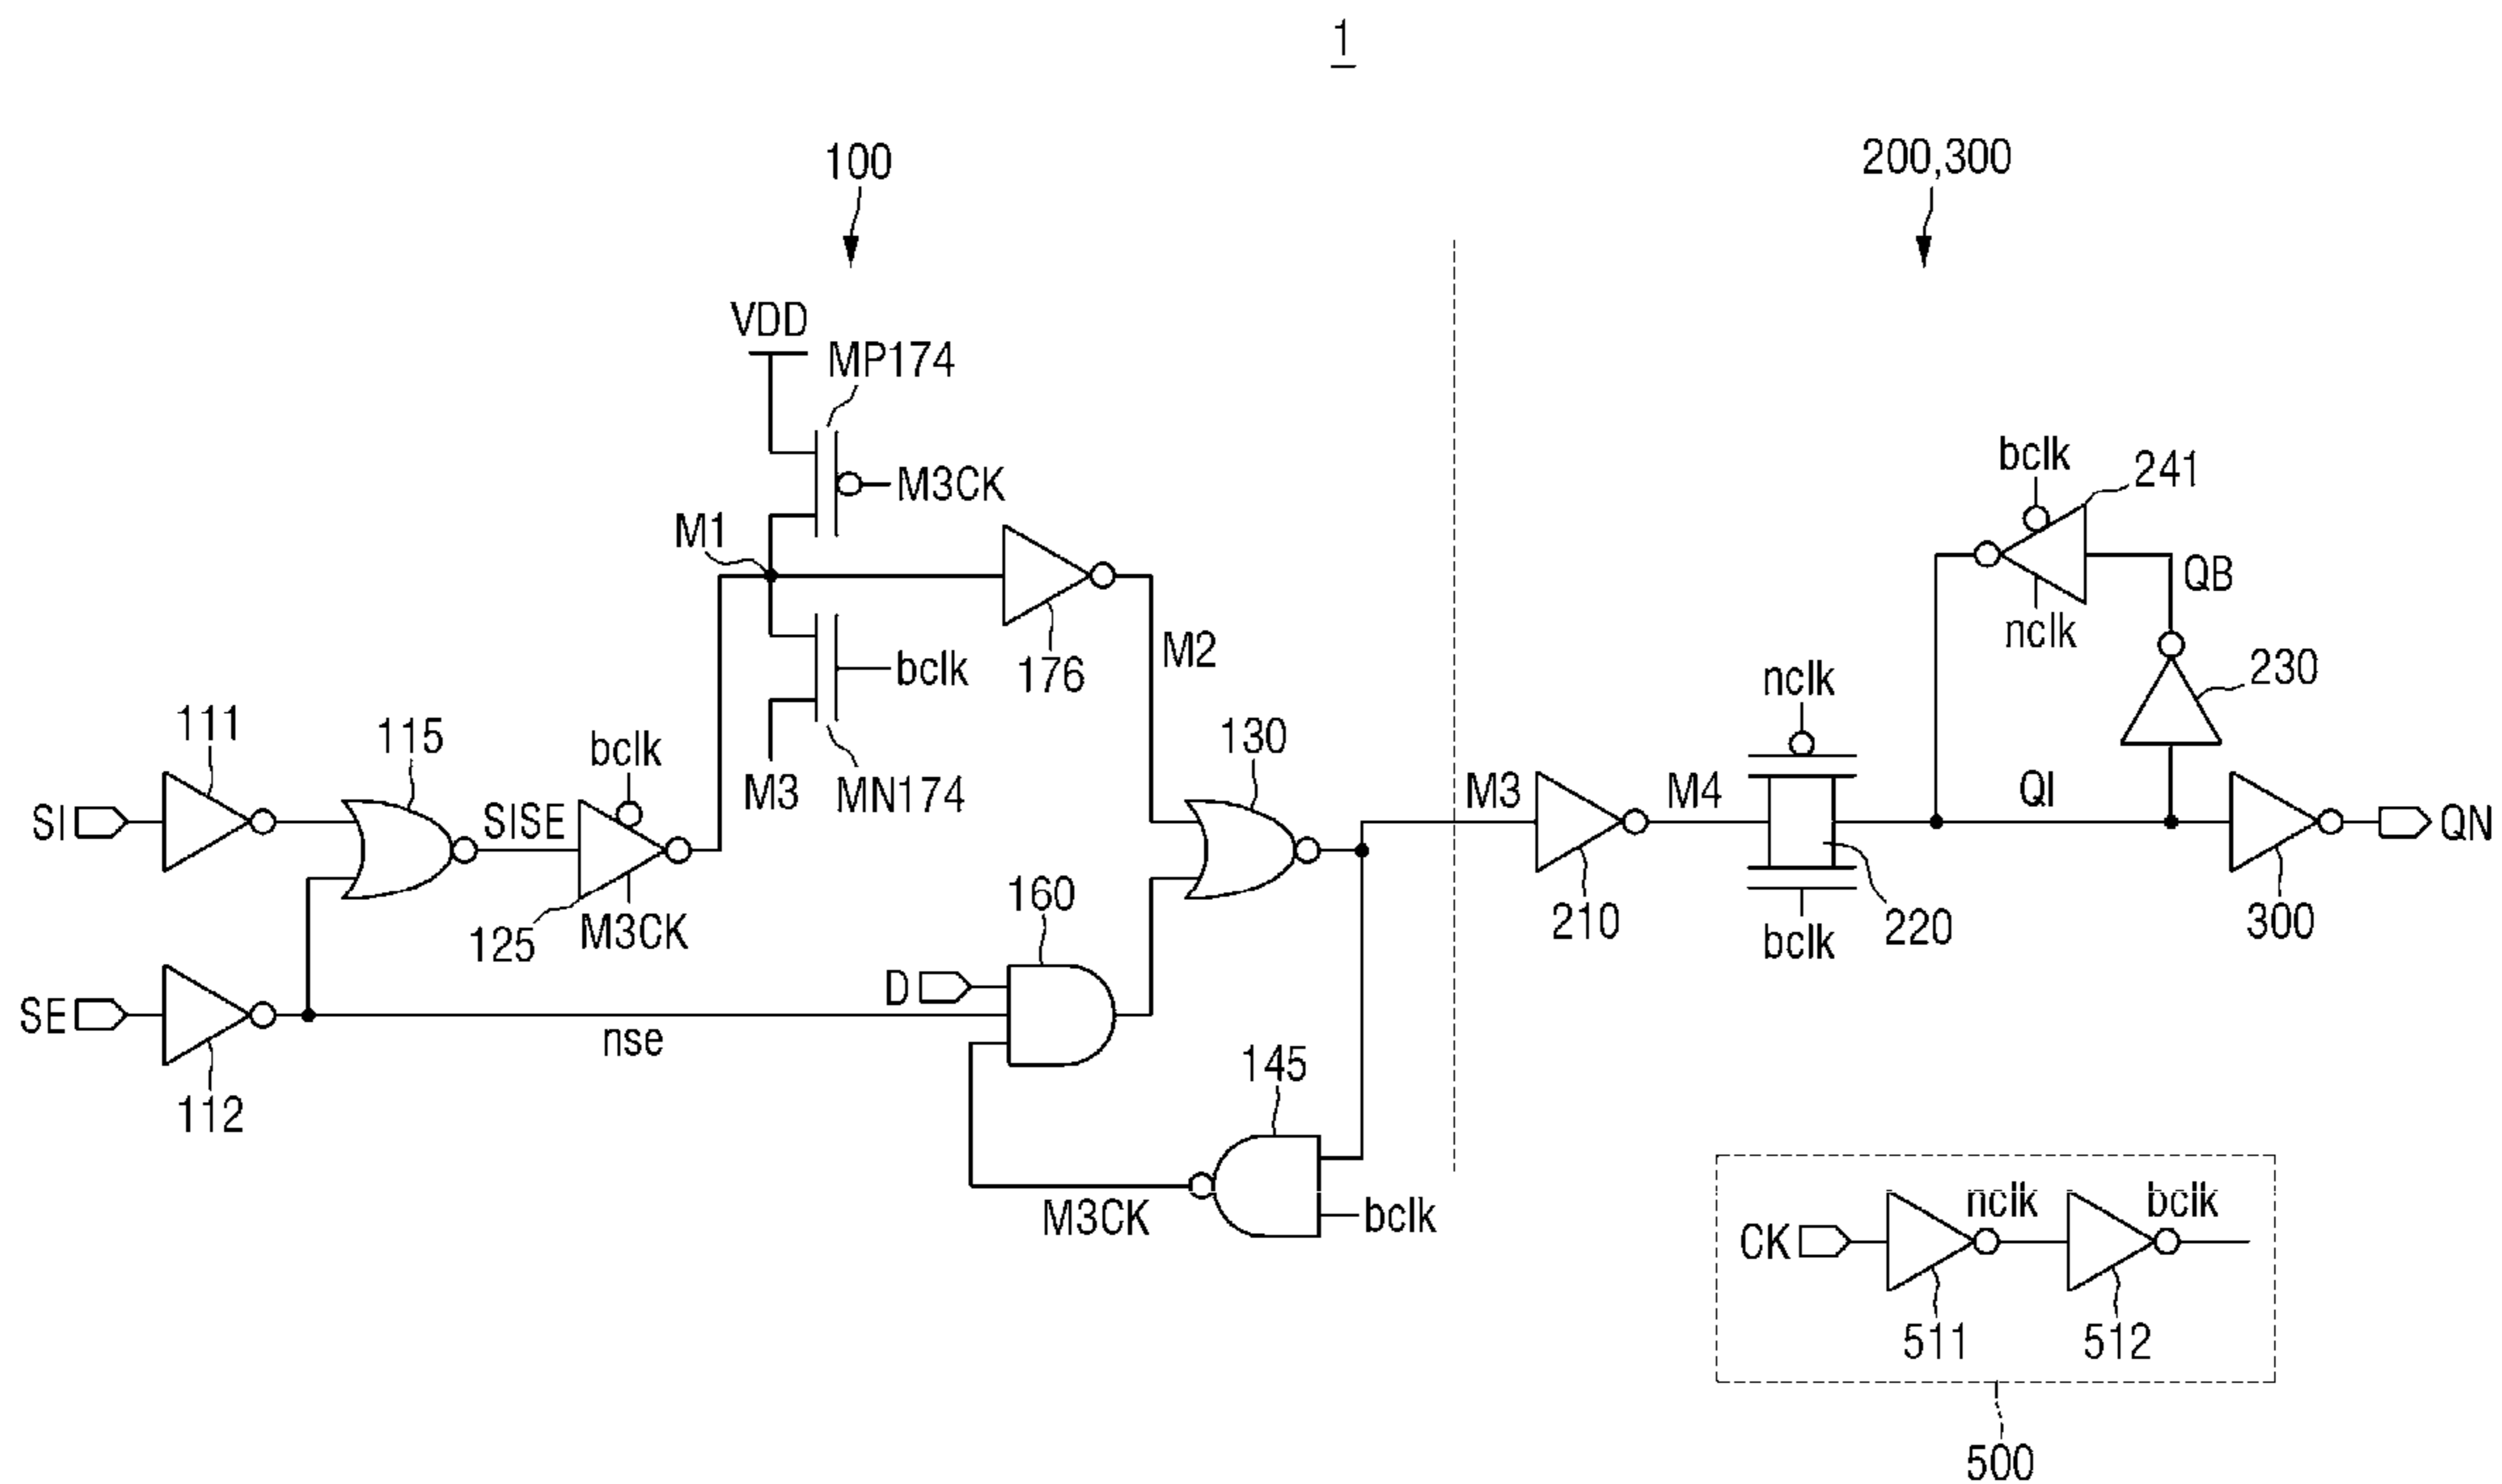 1
100
200,300
VDD
MP174
M3CK
M1
bclk
241
QB
nclk
M2
176
bclk
230
nclk
111
115
bclk
130
SI
SISE
M3
MN174
M3
M4
QI
QN
125
M3CK
160
210
bclk
220
300
D
SE
nse
112
145
M3CK
bclk
CK
nclk
bclk
511
512
500